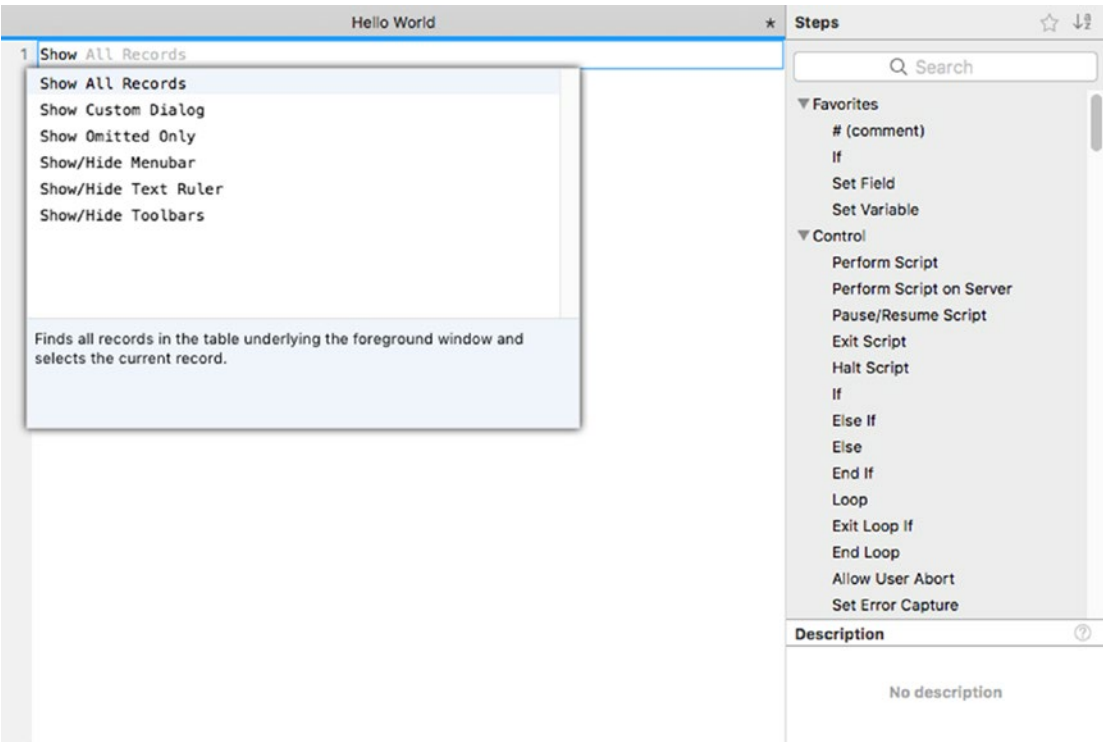 Hello World *
1 Show All Records
Show All Records
Show Custom Dialog
Show Omitted Only
Show/Hide Menubar
Show/Hide Text Ruler
Show/Hide Toolbars
Finds all records in the table underlying the foreground window and
selects the current record.
Steps
Search
Favorites
# (comment)
If
Set Field
Set Variable
Control
Perform Script
Perform Script on Server
Pause/Resume Script
Exit Script
Halt Script
If
Else If
Else
End If
Loop
Exit Loop If
End Loop
Allow User Abort
Set Error Capture
Description ?
No description